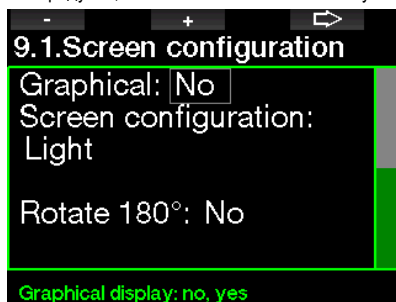 - + ⇨
9.1.Screen configuration
Graphical: No
Screen configuration:
Light
Rotate 180°: No
Graphical display: no, yes